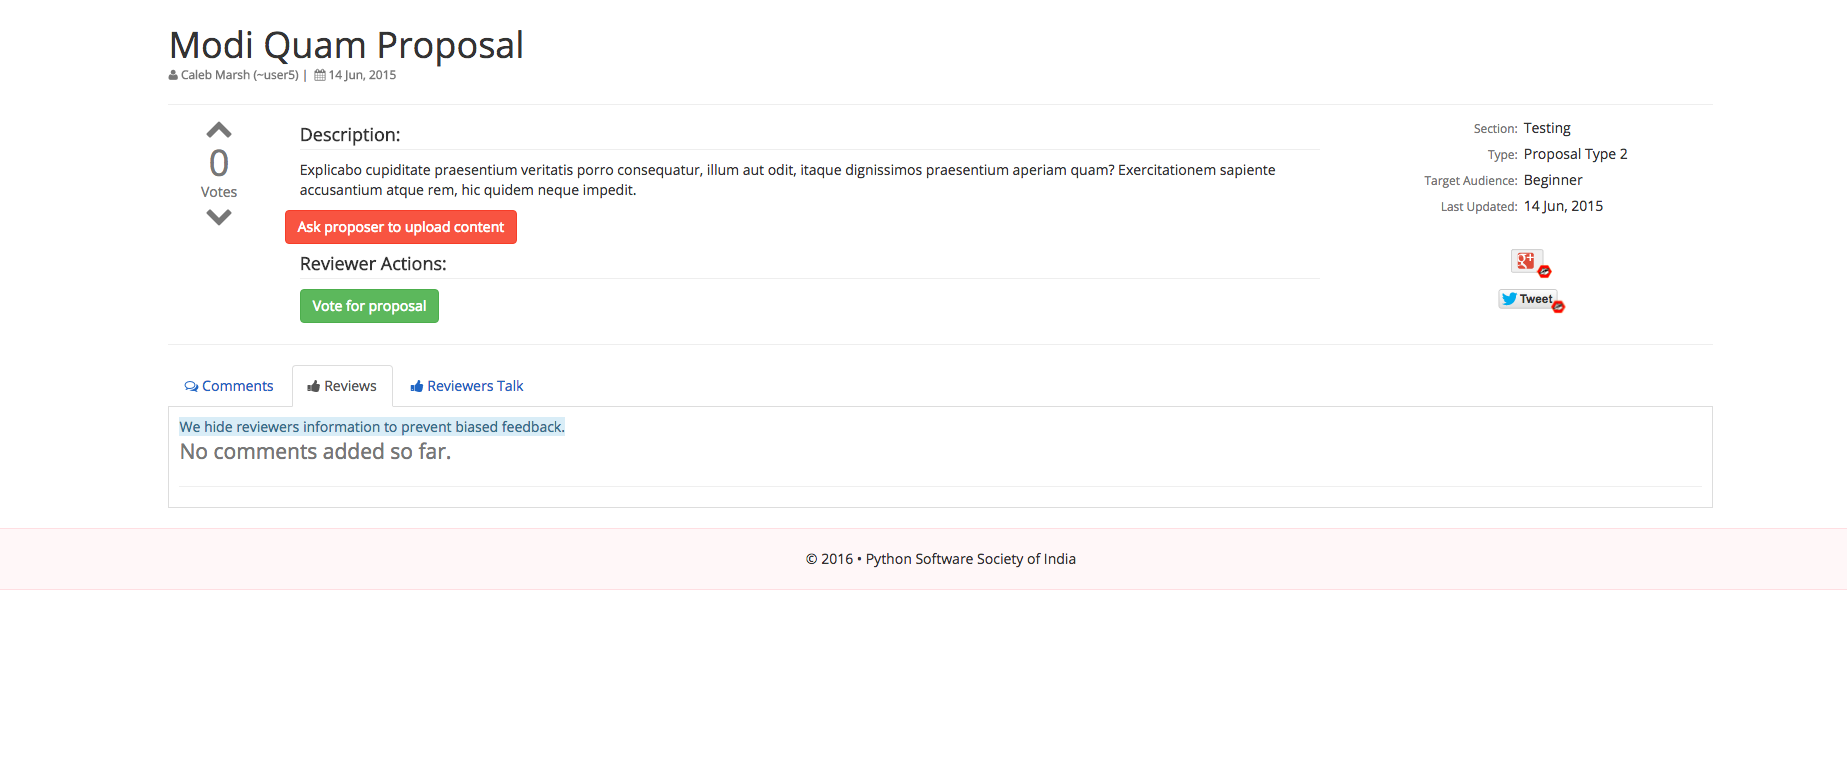 Modi Quam Proposal
Caleb Marsh (~user5) | 14 Jun, 2015
0
Votes
Description:
Explicabo cupiditate praesentium veritatis porro consequatur, illum aut odit, itaque dignissimos praesentium aperiam quam? Exercitationem sapiente
accusantium atque rem, hic quidem neque impedit.
Ask proposer to upload content
Reviewer Actions:
Vote for proposal
Section: Testing
Type: Proposal Type 2
Target Audience: Beginner
Last Updated: 14 Jun, 2015
g+
Tweet
Comments
Reviews
Reviewers Talk
We hide reviewers information to prevent biased feedback.
No comments added so far.
© 2016 • Python Software Society of India